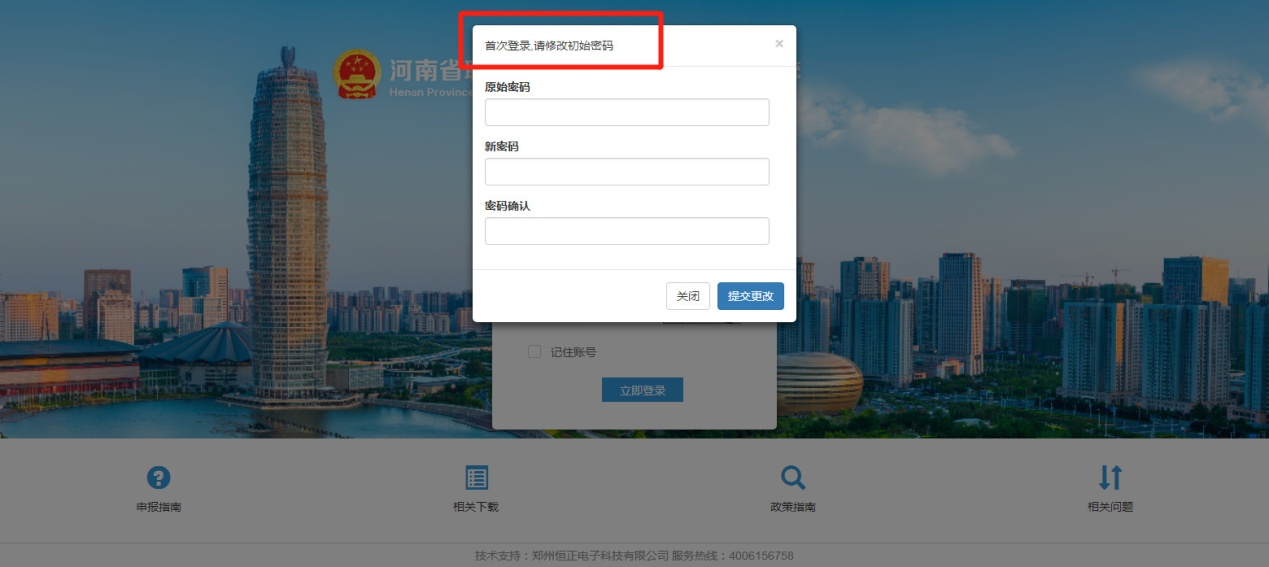 首次登录,请修改初始密码
×
河南省
Henan Province
原始密码
新密码
密码确认
关闭
提交更改
记住账号
立即登录
申报指南
相关下载
政策指南
相关问题
技术支持：郑州恒正电子科技有限公司 服务热线：4006156758